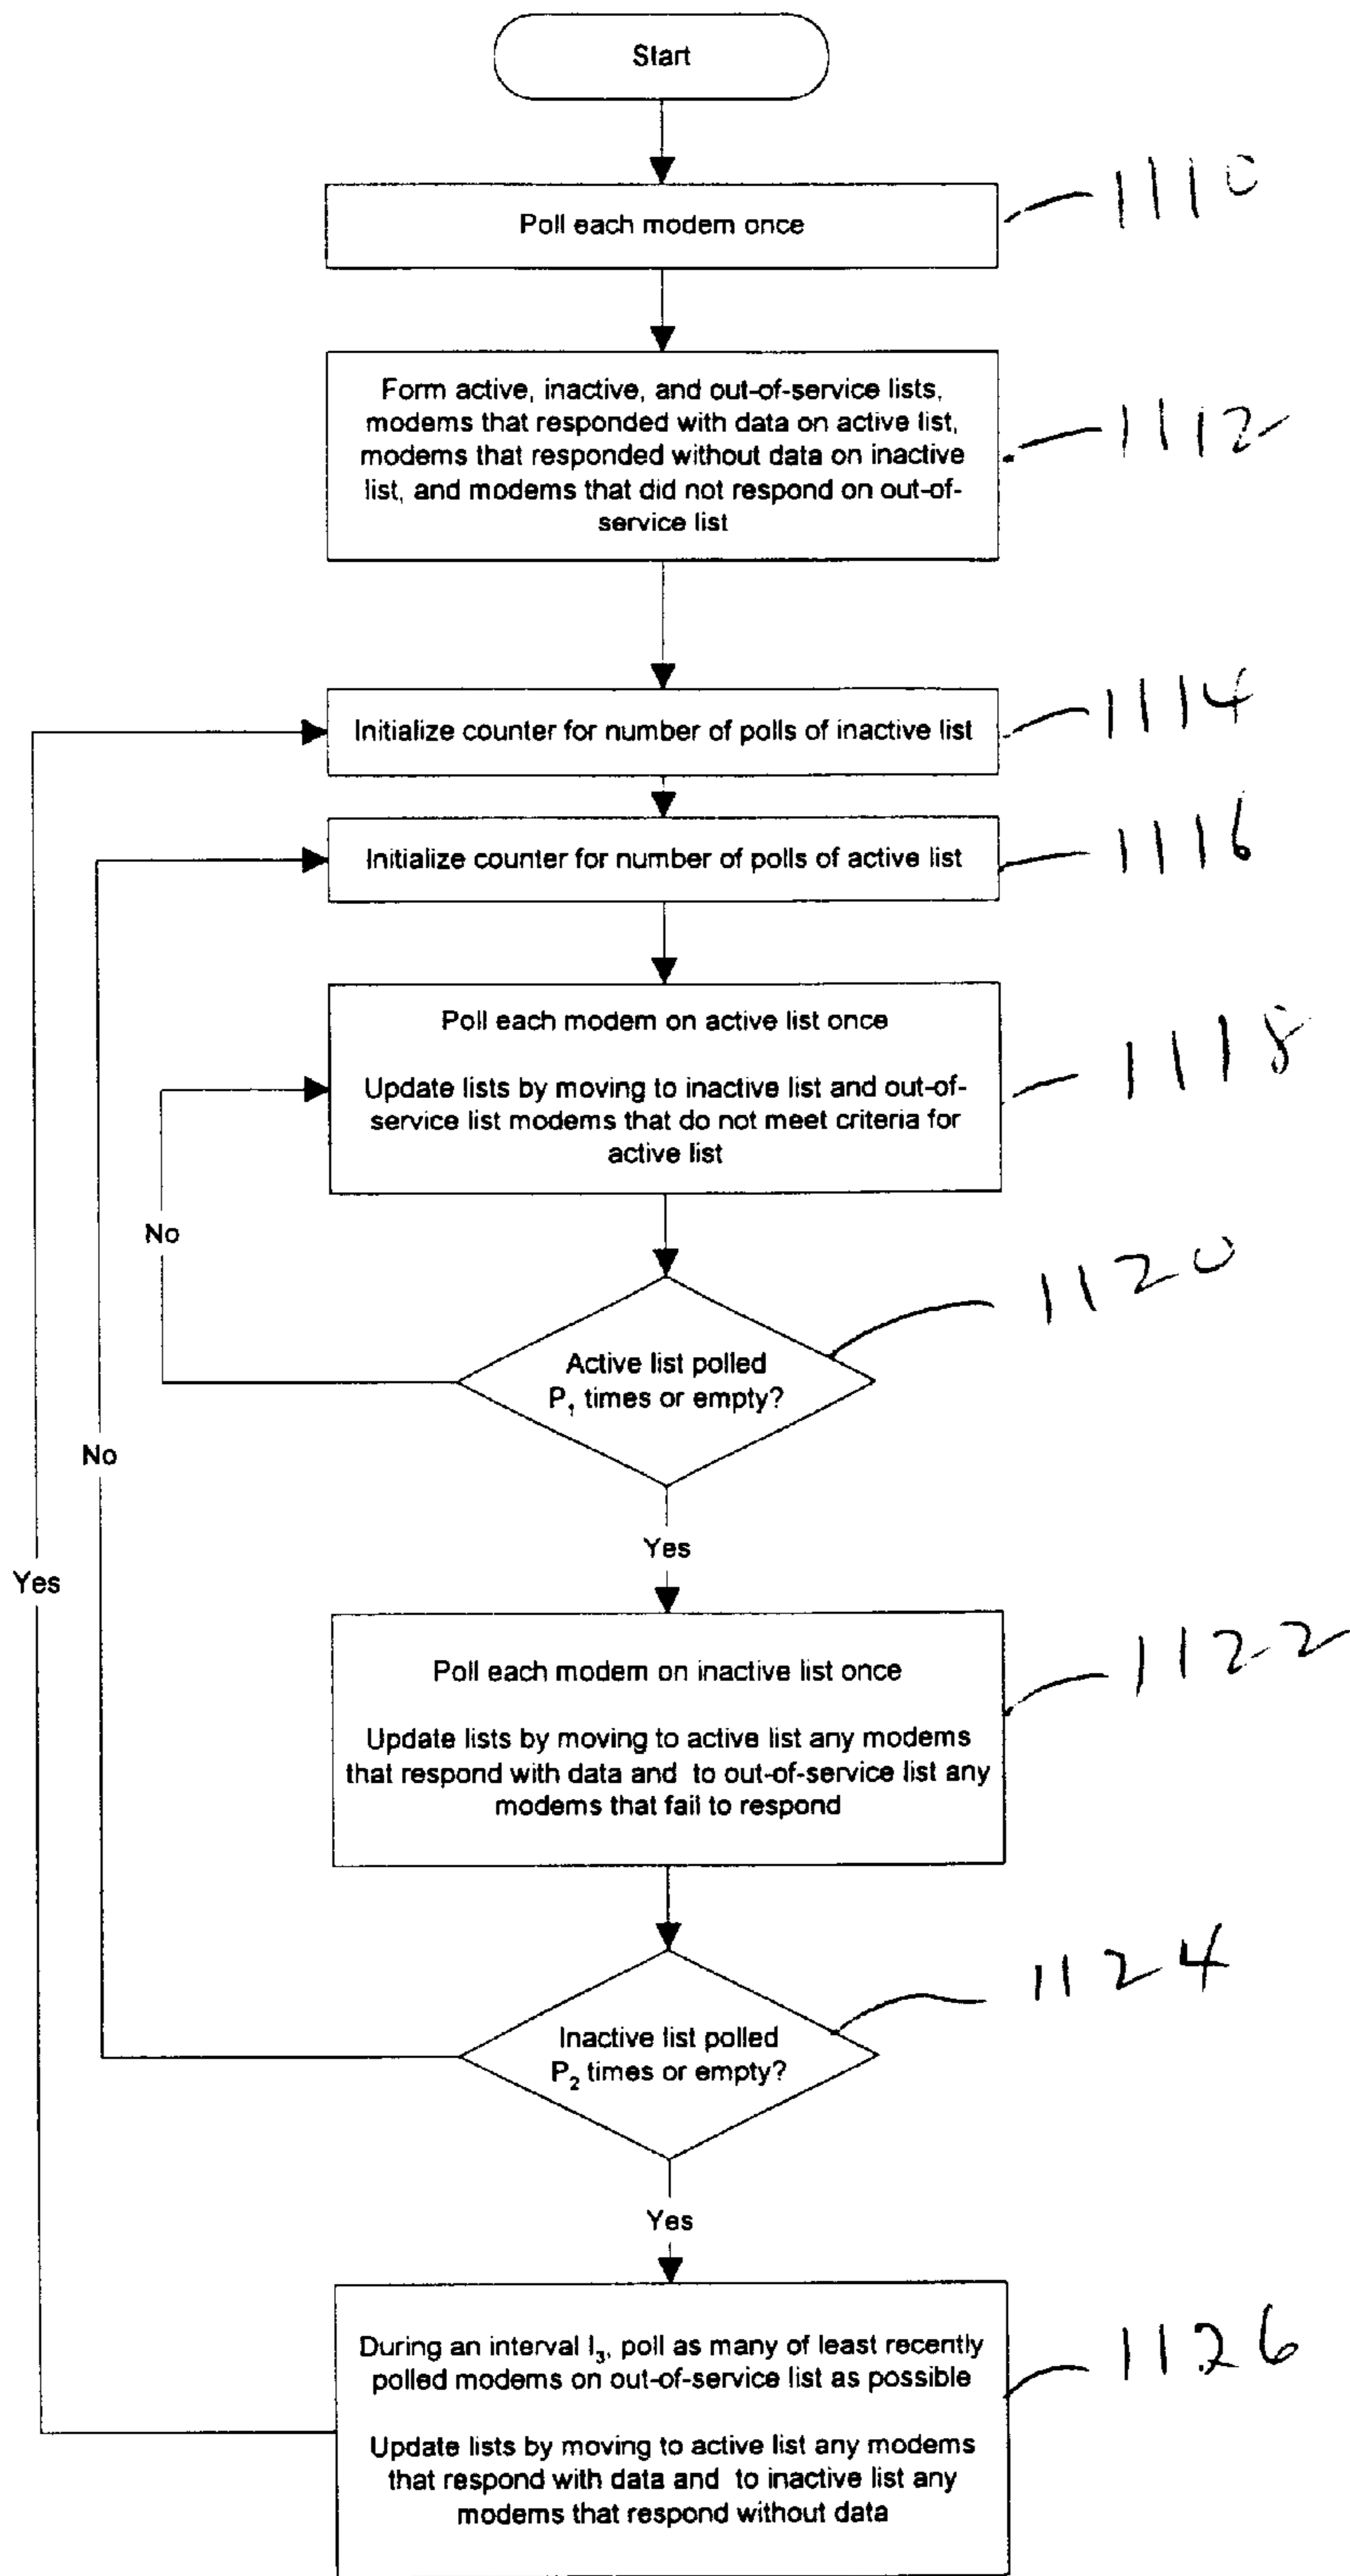 Start
Poll each modem once
1110
Form active, inactive, and out-of-service lists,
modems that responded with data on active list,
modems that responded without data on inactive
list, and modems that did not respond on out-of-
service list
1112
Initialize counter for number of polls of inactive list
1114
Initialize counter for number of polls of active list
1116
Poll each modem on active list once
Update lists by moving to inactive list and out-of-
service list modems that do not meet criteria for
active list
1118
No
1120
Active list polled
P₁ times or empty?
No
Yes
Yes
Poll each modem on inactive list once
Update lists by moving to active list any modems
that respond with data and to out-of-service list any
modems that fail to respond
1122
1124
Inactive list polled
P₂ times or empty?
Yes
During an interval I₃, poll as many of least recently
polled modems on out-of-service list as possible
Update lists by moving to active list any modems
that respond with data and to inactive list any
modems that respond without data
1126